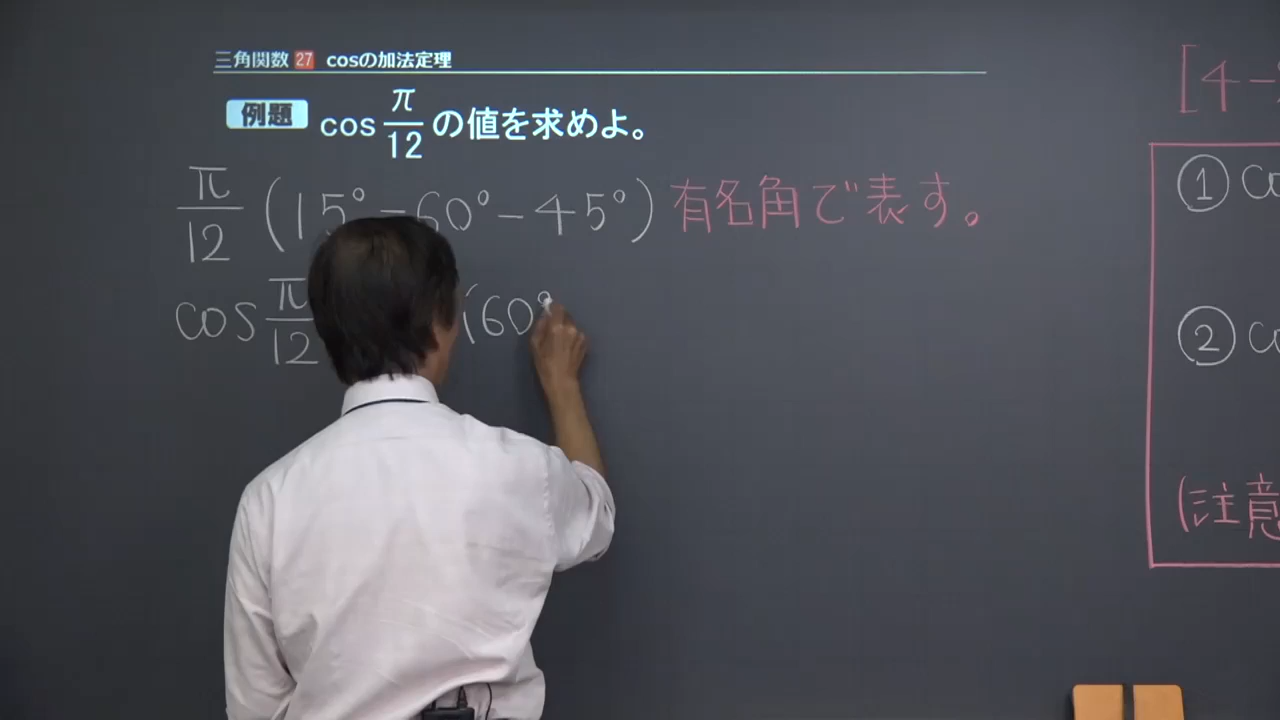 三角関数 27 cosの加法定理
例題 cos π/12 の値を求めよ。
π/12 (15°=60°-45°) 有名角で表す。
cos π/12 (60°
[4-
① co
② co
(注意